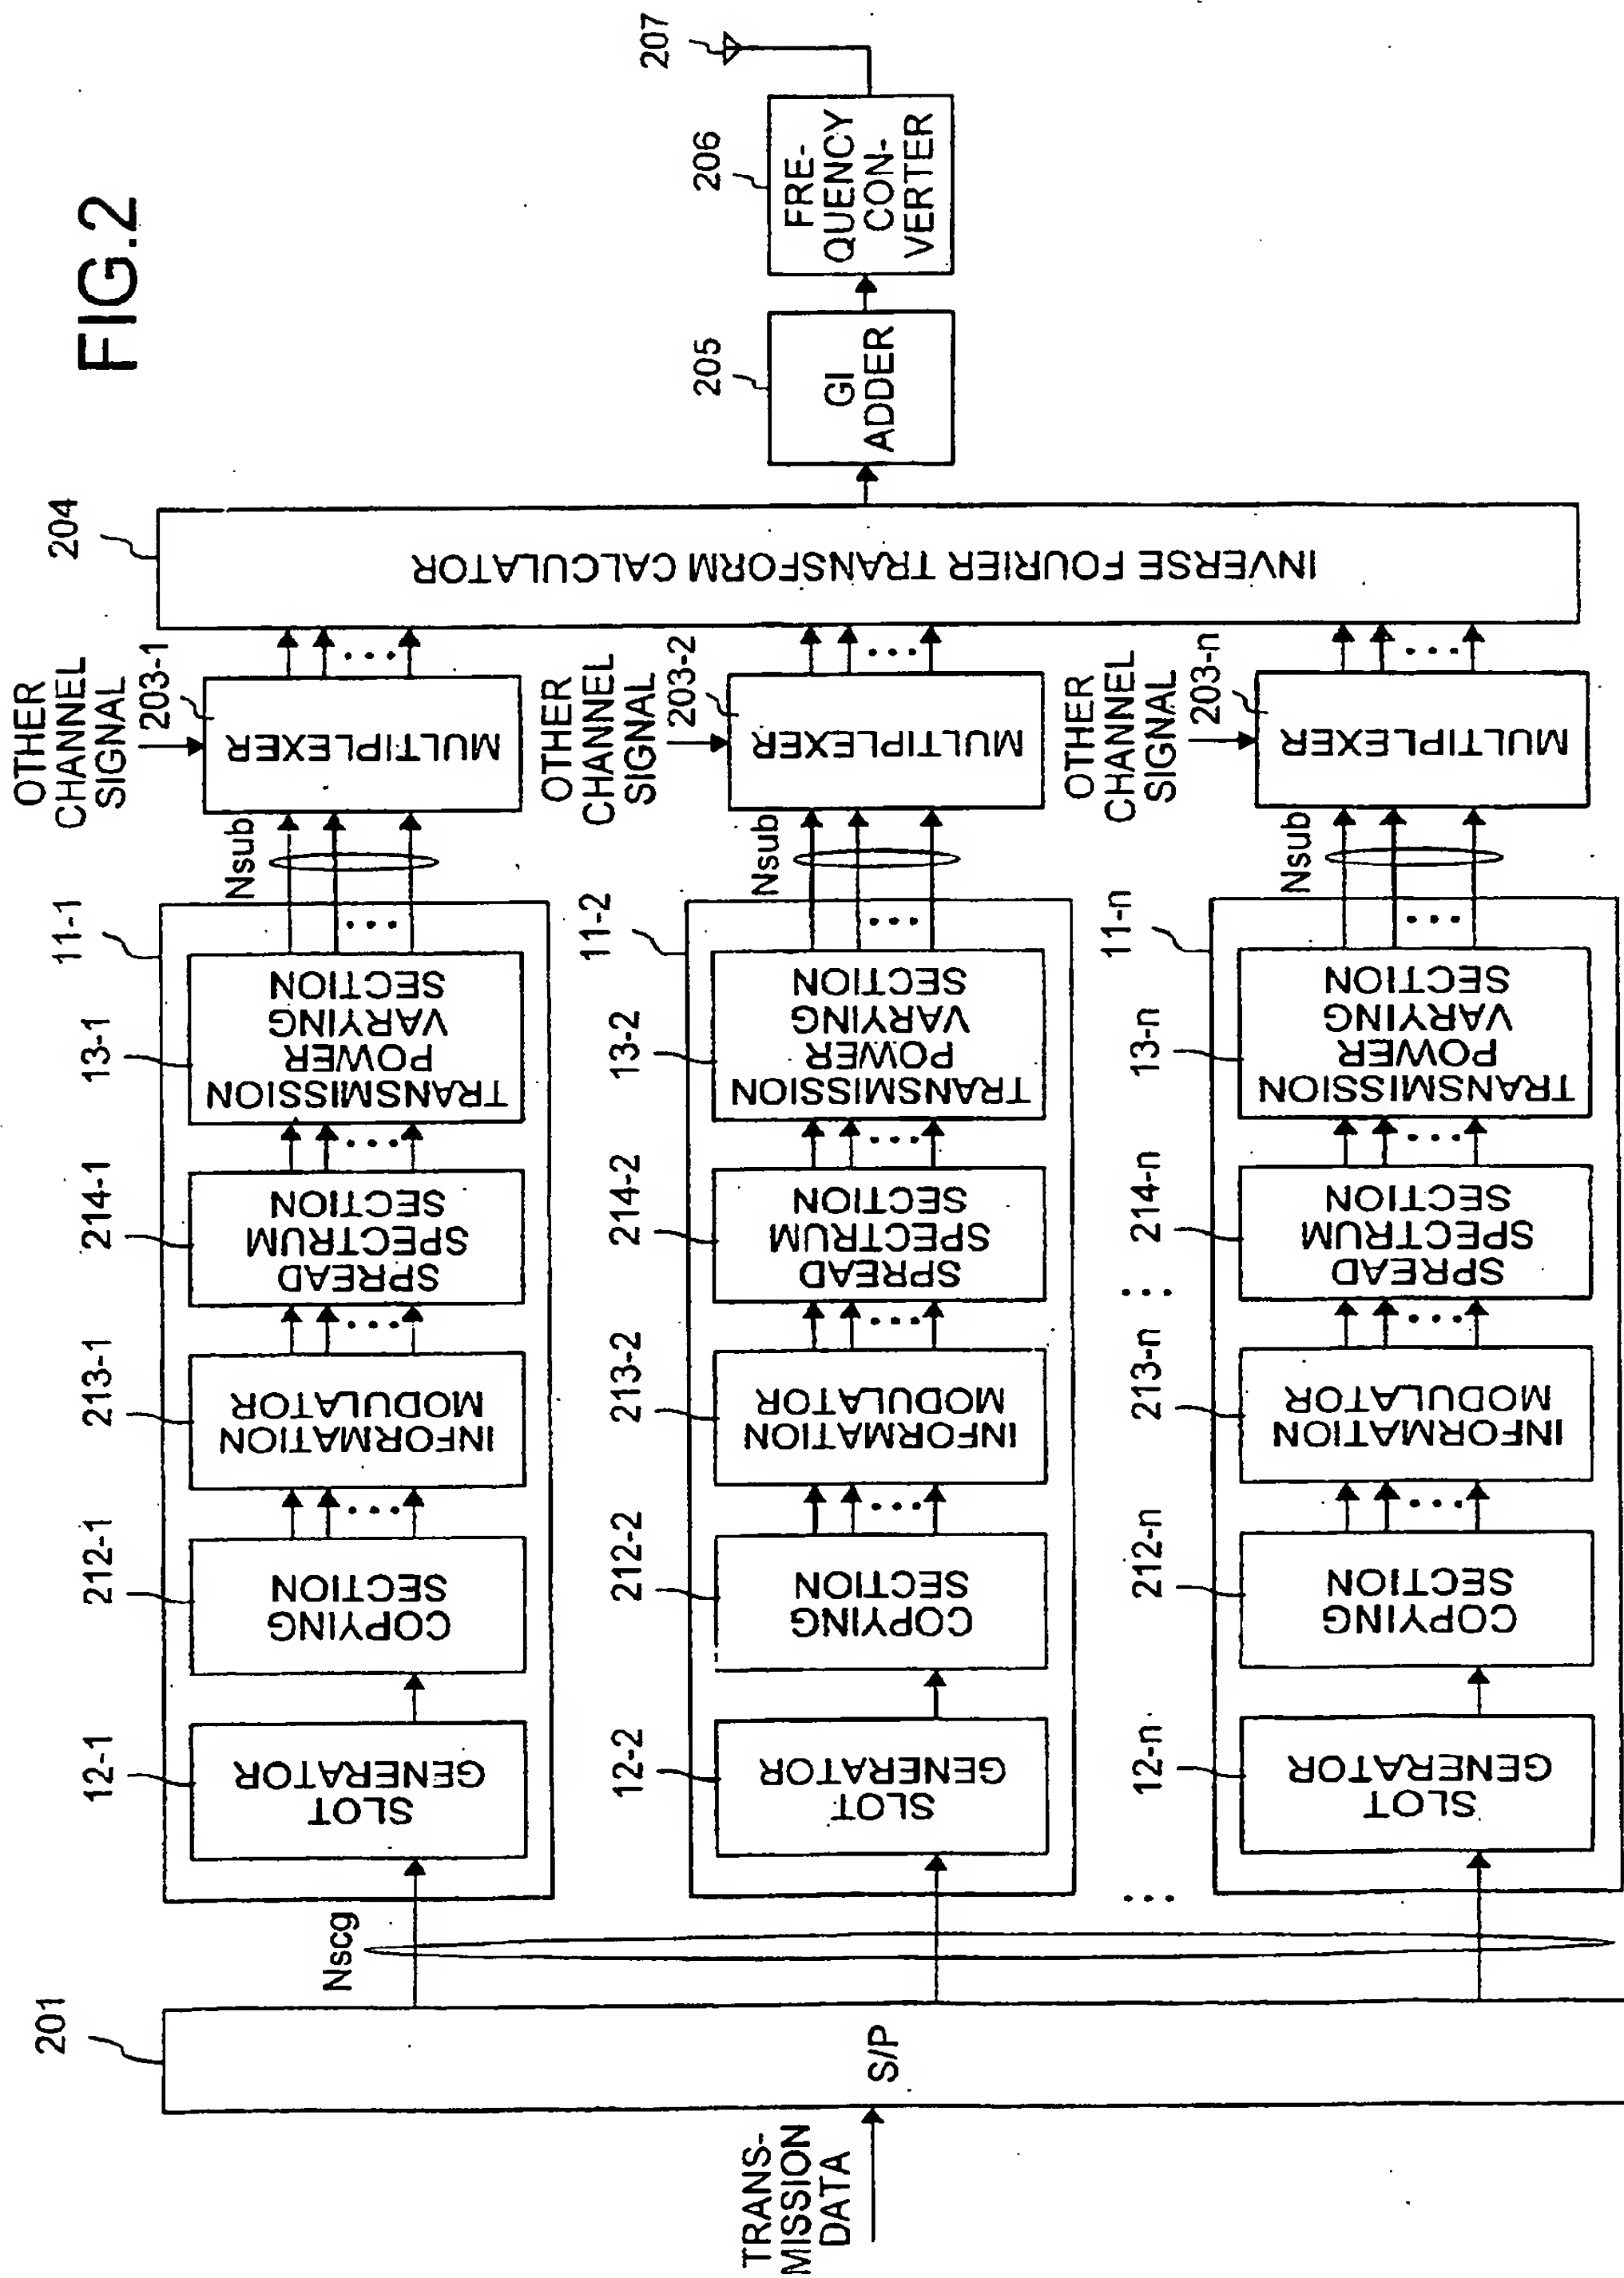 FIG.2
TRANS-
MISSION
DATA
201
S/P
Nscg
11-1
12-1
SLOT
GENERATOR
212-1
COPYING
SECTION
213-1
INFORMATION
MODULATOR
214-1
SPREAD
SPECTRUM
SECTION
13-1
TRANSMISSION
POWER
VARYING
SECTION
Nsub
OTHER
CHANNEL
SIGNAL
203-1
MULTIPLEXER
11-2
12-2
SLOT
GENERATOR
212-2
COPYING
SECTION
213-2
INFORMATION
MODULATOR
214-2
SPREAD
SPECTRUM
SECTION
13-2
TRANSMISSION
POWER
VARYING
SECTION
Nsub
OTHER
CHANNEL
SIGNAL
203-2
MULTIPLEXER
11-n
12-n
SLOT
GENERATOR
212-n
COPYING
SECTION
213-n
INFORMATION
MODULATOR
214-n
SPREAD
SPECTRUM
SECTION
13-n
TRANSMISSION
POWER
VARYING
SECTION
Nsub
OTHER
CHANNEL
SIGNAL
203-n
MULTIPLEXER
204
INVERSE FOURIER TRANSFORM CALCULATOR
205
GI
ADDER
206
FRE-
QUENCY
CON-
VERTER
207